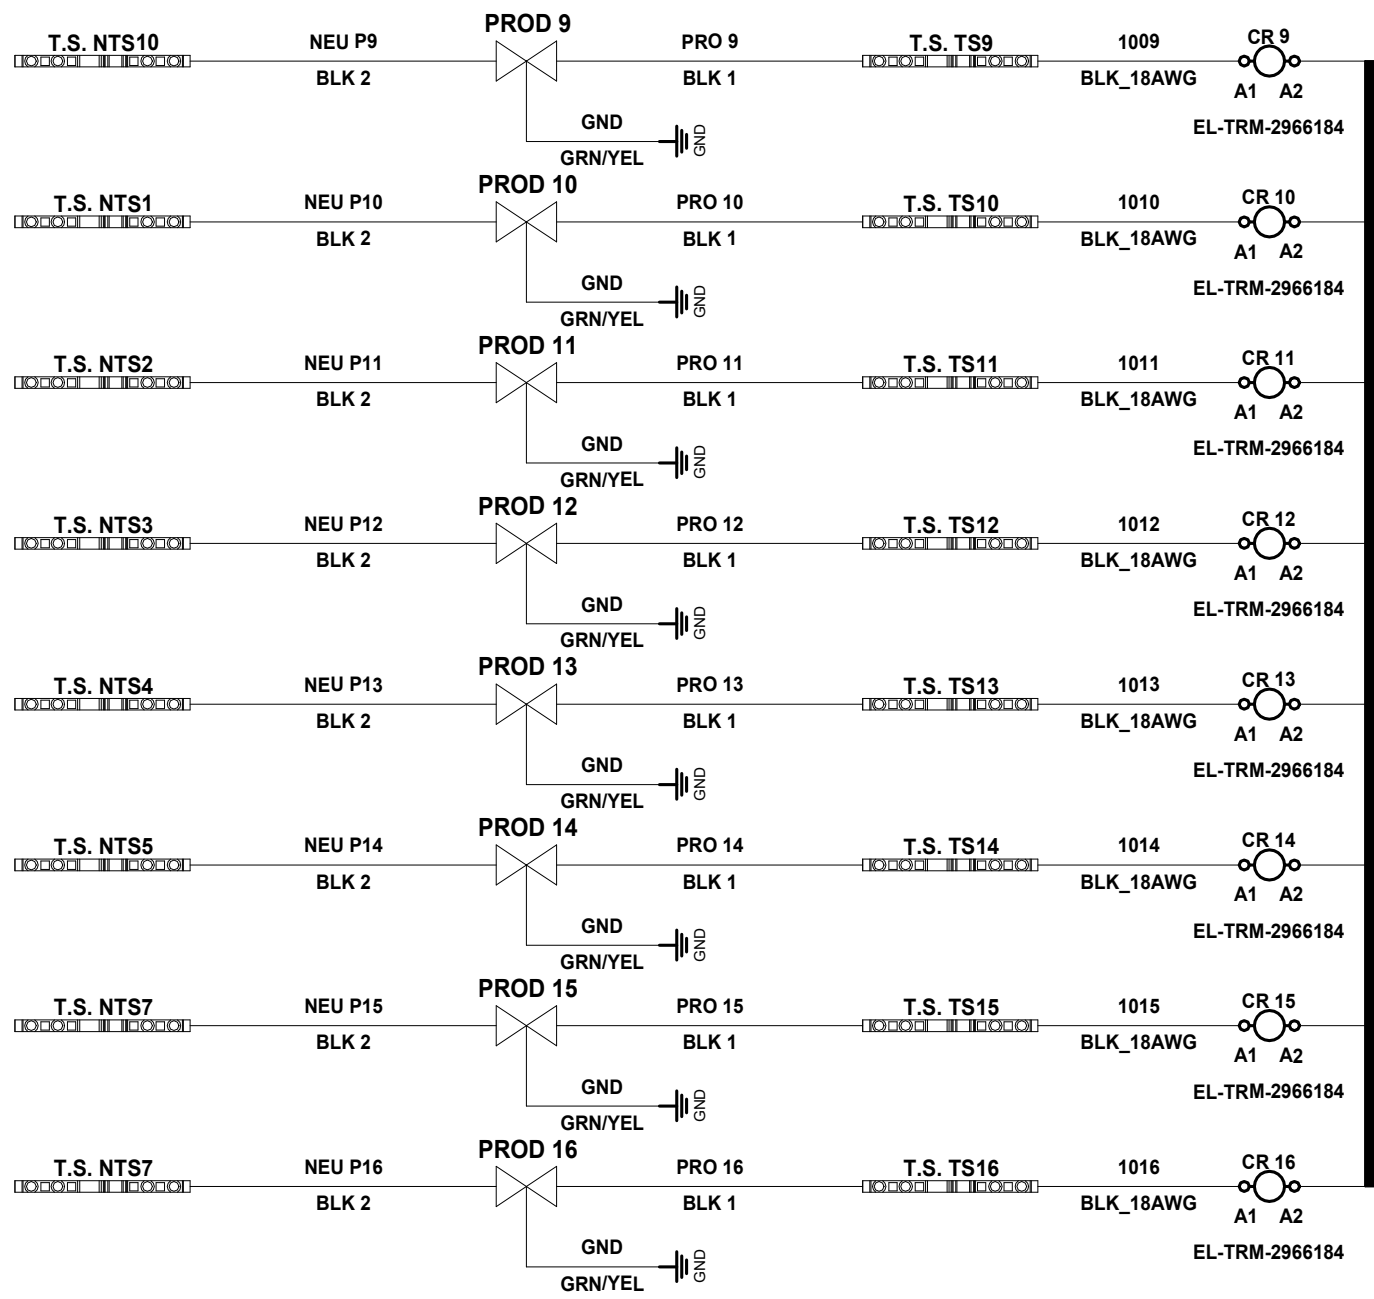 PROD 9
T.S. NTS10 NEU P9 PRO 9 T.S. TS9 1009 CR 9
BLK 2 BLK 1 BLK_18AWG A1 A2
GND EL-TRM-2966184
GND
GRN/YEL
PROD 10
T.S. NTS1 NEU P10 PRO 10 T.S. TS10 1010 CR 10
BLK 2 BLK 1 BLK_18AWG A1 A2
GND EL-TRM-2966184
GND
GRN/YEL
PROD 11
T.S. NTS2 NEU P11 PRO 11 T.S. TS11 1011 CR 11
BLK 2 BLK 1 BLK_18AWG A1 A2
GND EL-TRM-2966184
GND
GRN/YEL
PROD 12
T.S. NTS3 NEU P12 PRO 12 T.S. TS12 1012 CR 12
BLK 2 BLK 1 BLK_18AWG A1 A2
GND EL-TRM-2966184
GND
GRN/YEL
PROD 13
T.S. NTS4 NEU P13 PRO 13 T.S. TS13 1013 CR 13
BLK 2 BLK 1 BLK_18AWG A1 A2
GND EL-TRM-2966184
GND
GRN/YEL
PROD 14
T.S. NTS5 NEU P14 PRO 14 T.S. TS14 1014 CR 14
BLK 2 BLK 1 BLK_18AWG A1 A2
GND EL-TRM-2966184
GND
GRN/YEL
PROD 15
T.S. NTS7 NEU P15 PRO 15 T.S. TS15 1015 CR 15
BLK 2 BLK 1 BLK_18AWG A1 A2
GND EL-TRM-2966184
GND
GRN/YEL
PROD 16
T.S. NTS7 NEU P16 PRO 16 T.S. TS16 1016 CR 16
BLK 2 BLK 1 BLK_18AWG A1 A2
GND EL-TRM-2966184
GND
GRN/YEL